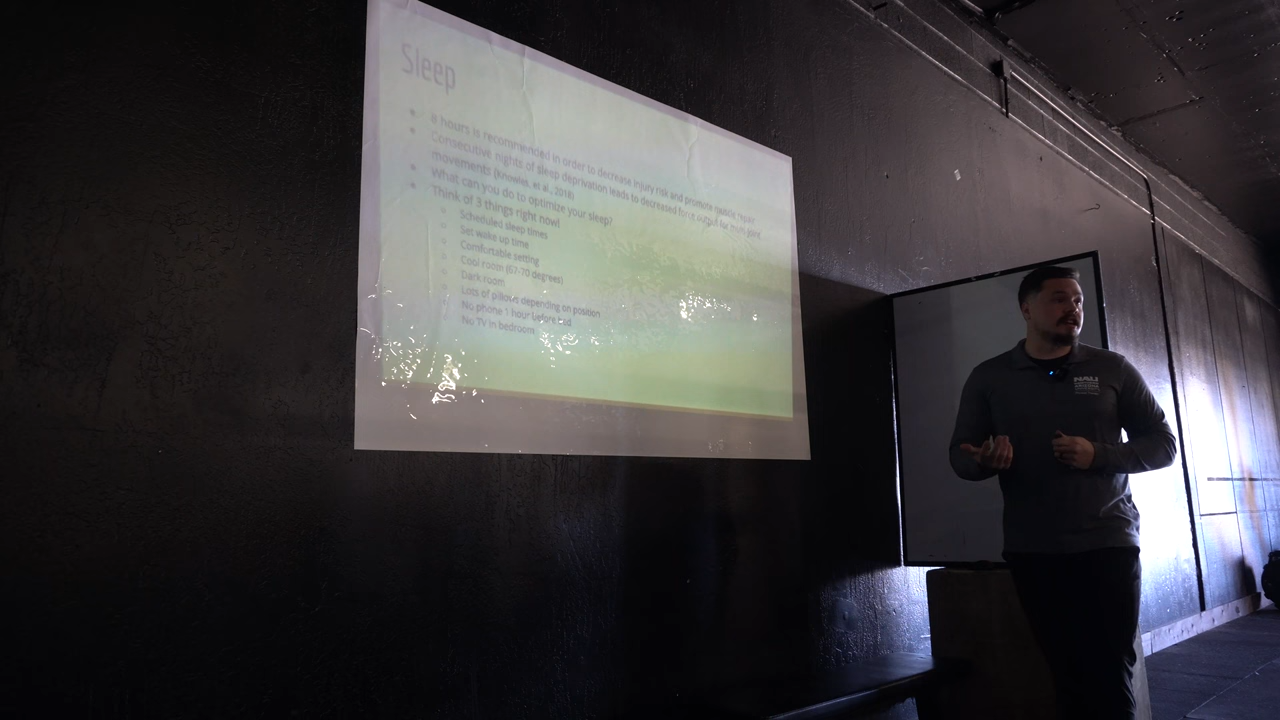 Sleep
8 hours is recommended in order to decrease injury risk and promote muscle repair
Consecutive nights of sleep deprivation leads to decreased force output for multi-joint
movements (Knowles, et al., 2018)
What can you do to optimize your sleep?
Think of 3 things right now!
Scheduled sleep times
Set wake up time
Comfortable setting
Cool room (67-70 degrees)
Dark room
Lots of pillows depending on position
No phone 1 hour before bed
No TV in bedroom
NAU